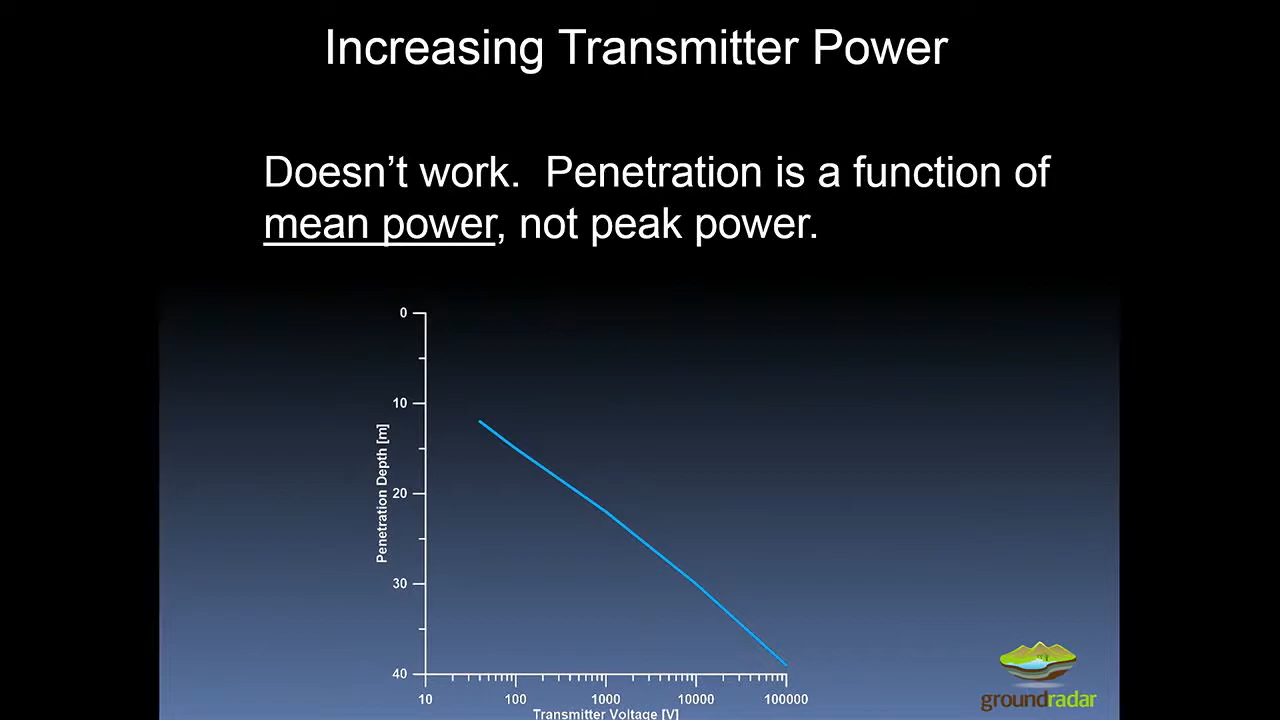 Increasing Transmitter Power
Doesn’t work.  Penetration is a function of
mean power, not peak power.
0
10
20
30
40
Penetration Depth [m]
10
100
1000
10000
100000
Transmitter Voltage [V]
groundradar